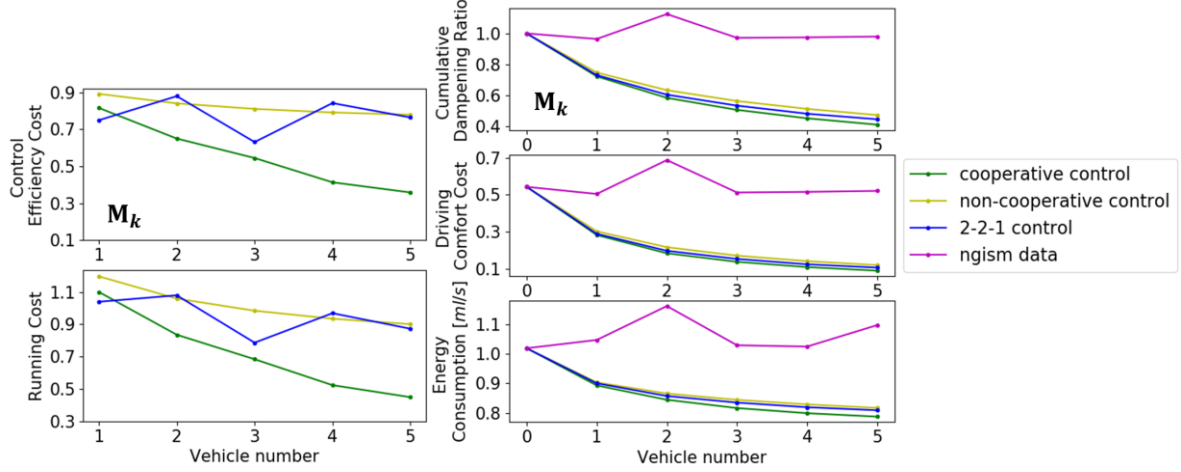 Control
Efficiency Cost
0.9
0.7
0.5
0.3
0.1
M_k
1 2 3 4 5
Running Cost
1.1
0.9
0.7
0.5
0.3
1 2 3 4 5
Vehicle number
Cumulative
Dampening Ratio
1.0
0.8
0.6
0.4
M_k
0 1 2 3 4 5
Driving
Comfort Cost
0.7
0.5
0.3
0.1
0 1 2 3 4 5
Energy
Consumption [ml/s]
1.1
1.0
0.9
0.8
0 1 2 3 4 5
Vehicle number
cooperative control
non-cooperative control
2-2-1 control
ngism data